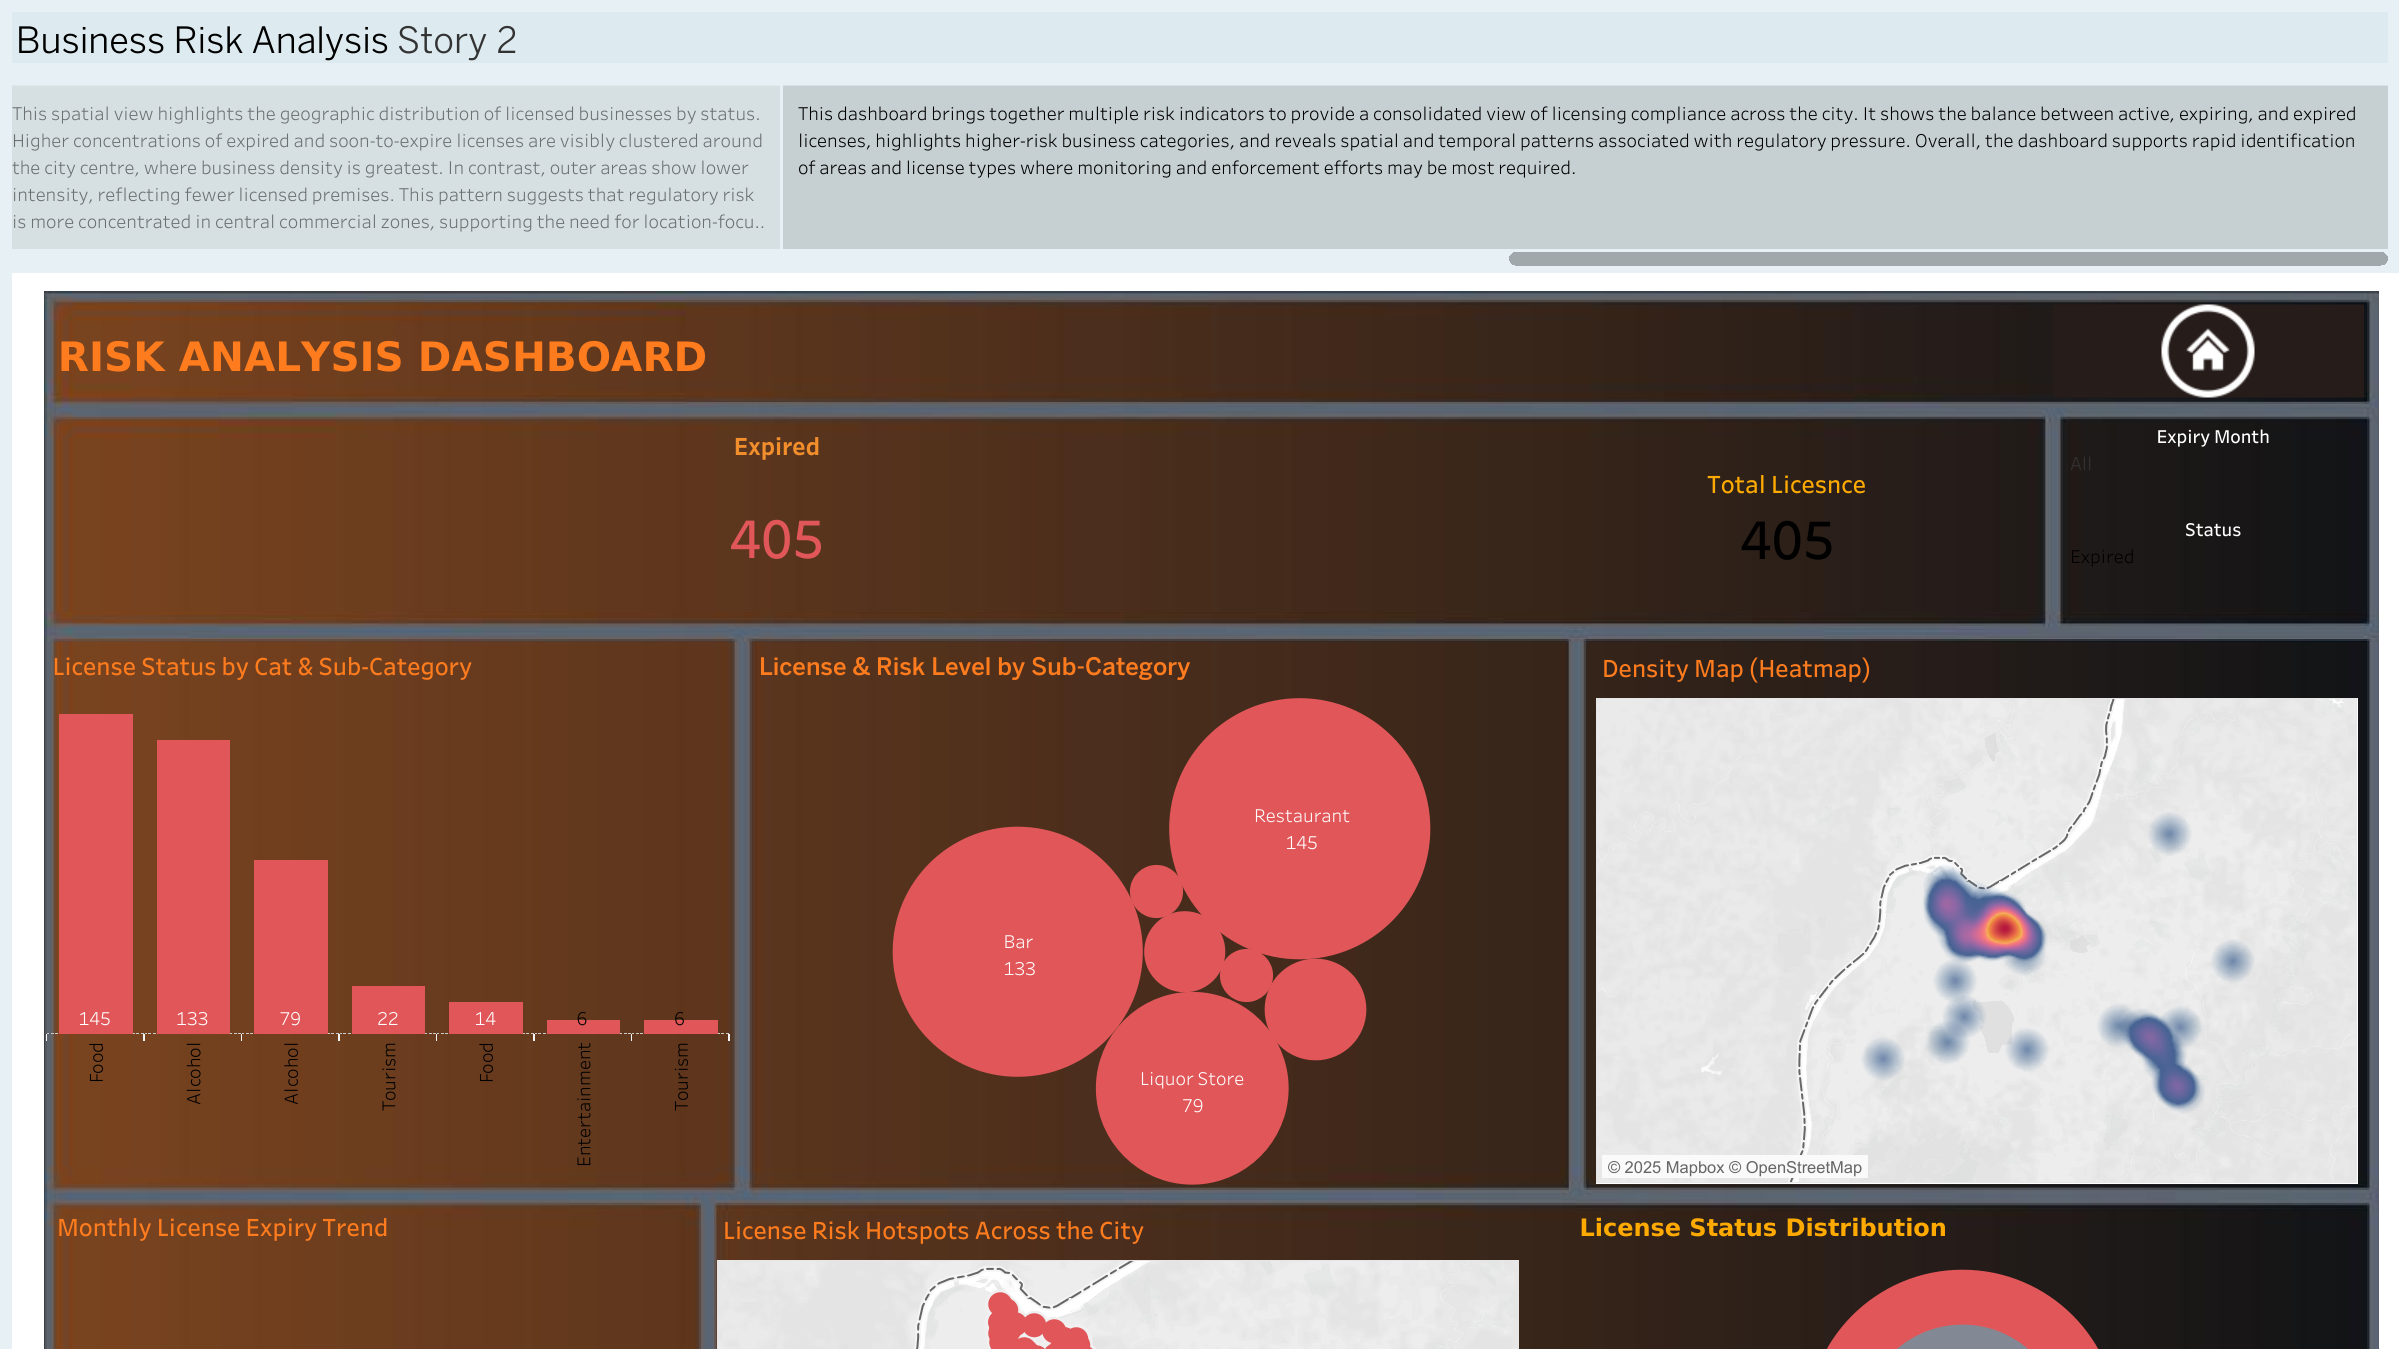 Business Risk Analysis Story 2
This spatial view highlights the geographic distribution of licensed businesses by status.
Higher concentrations of expired and soon-to-expire licenses are visibly clustered around
the city centre, where business density is greatest. In contrast, outer areas show lower
intensity, reflecting fewer licensed premises. This pattern suggests that regulatory risk
is more concentrated in central commercial zones, supporting the need for location-focu..
This dashboard brings together multiple risk indicators to provide a consolidated view of licensing compliance across the city. It shows the balance between active, expiring, and expired
licenses, highlights higher-risk business categories, and reveals spatial and temporal patterns associated with regulatory pressure. Overall, the dashboard supports rapid identification
of areas and license types where monitoring and enforcement efforts may be most required.
RISK ANALYSIS DASHBOARD
Expired
405
Total Licesnce
405
Expiry Month
All
Status
Expired
License Status by Cat & Sub-Category
145
133
79
22
14
6
6
Food
Alcohol
Alcohol
Tourism
Food
Entertainment
Tourism
License & Risk Level by Sub-Category
Restaurant
145
Bar
133
Liquor Store
79
Density Map (Heatmap)
© 2025 Mapbox © OpenStreetMap
Monthly License Expiry Trend
License Risk Hotspots Across the City
License Status Distribution